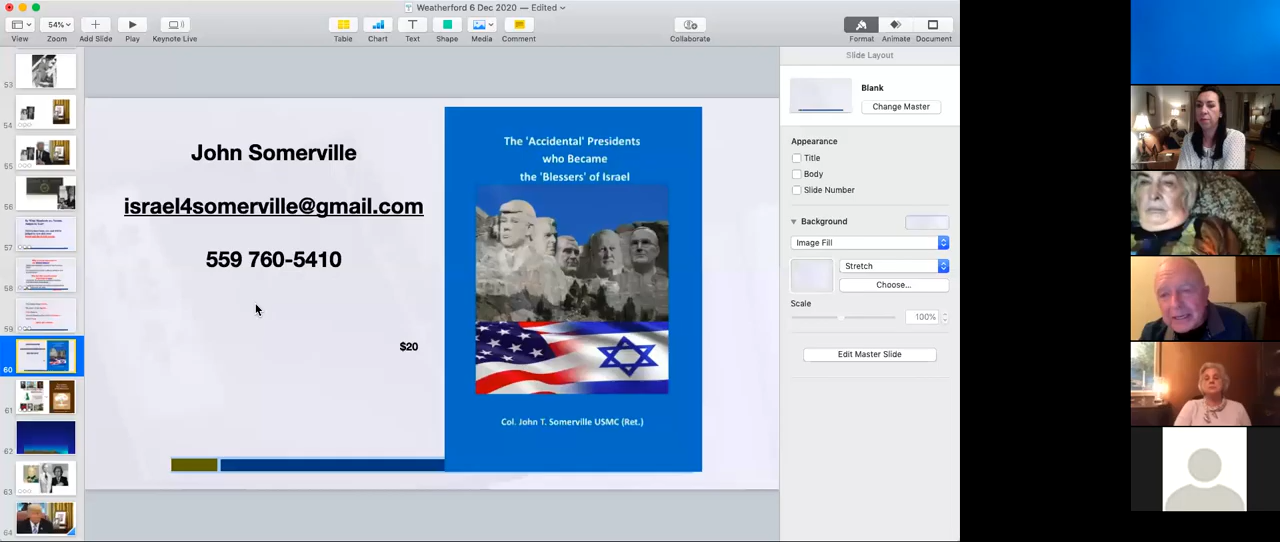 Weatherford 6 Dec 2020 — Edited
54%
View
Zoom
Add Slide
Play
Keynote Live
Table
Chart
Text
Shape
Media
Comment
Collaborate
Format
Animate
Document
53
54
55
56
57
58
59
60
61
62
63
64
John Somerville
israel4somerville@gmail.com
559 760-5410
$20
The 'Accidental' Presidents
who Became
the 'Blessers' of Israel
Col. John T. Somerville USMC (Ret.)
Slide Layout
Blank
Change Master
Appearance
Title
Body
Slide Number
Background
Image Fill
Stretch
Choose...
Scale
100%
Edit Master Slide